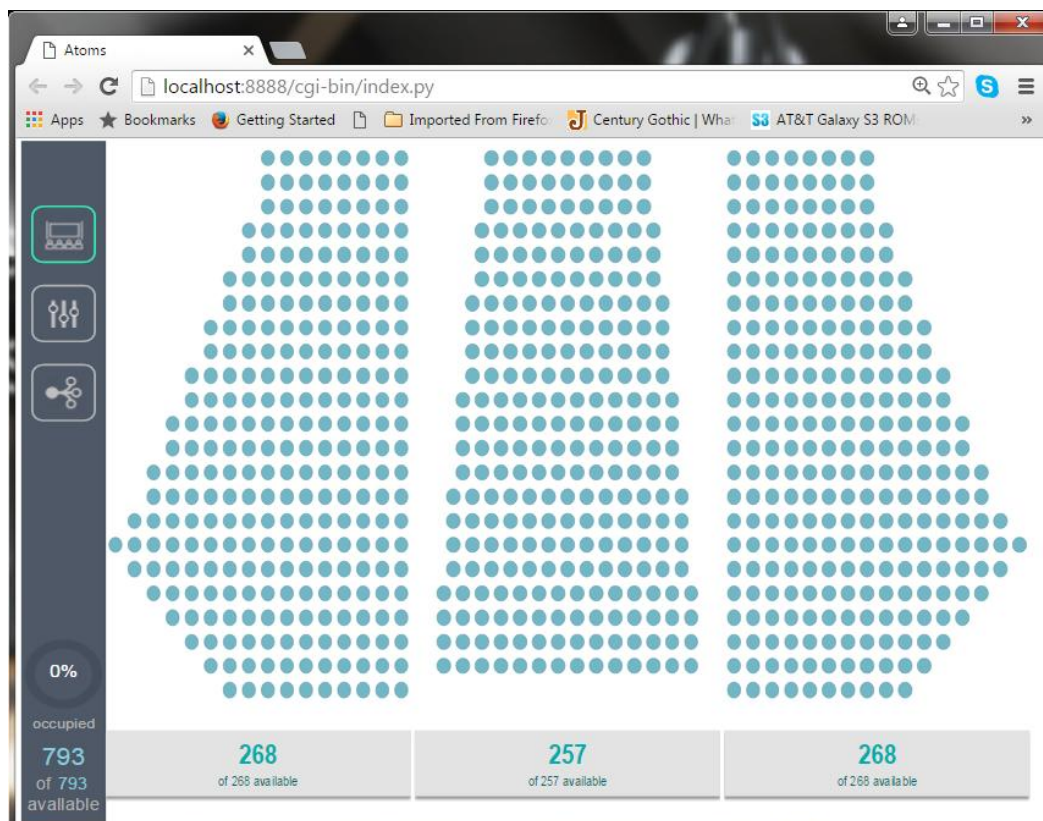 Atoms
localhost:8888/cgi-bin/index.py
Apps Bookmarks Getting Started Imported From Firefo Century Gothic | Wha S3 AT&T Galaxy S3 ROM »
0%
occupied
793
of 793
available
268
of 268 available
257
of 257 available
268
of 268 available